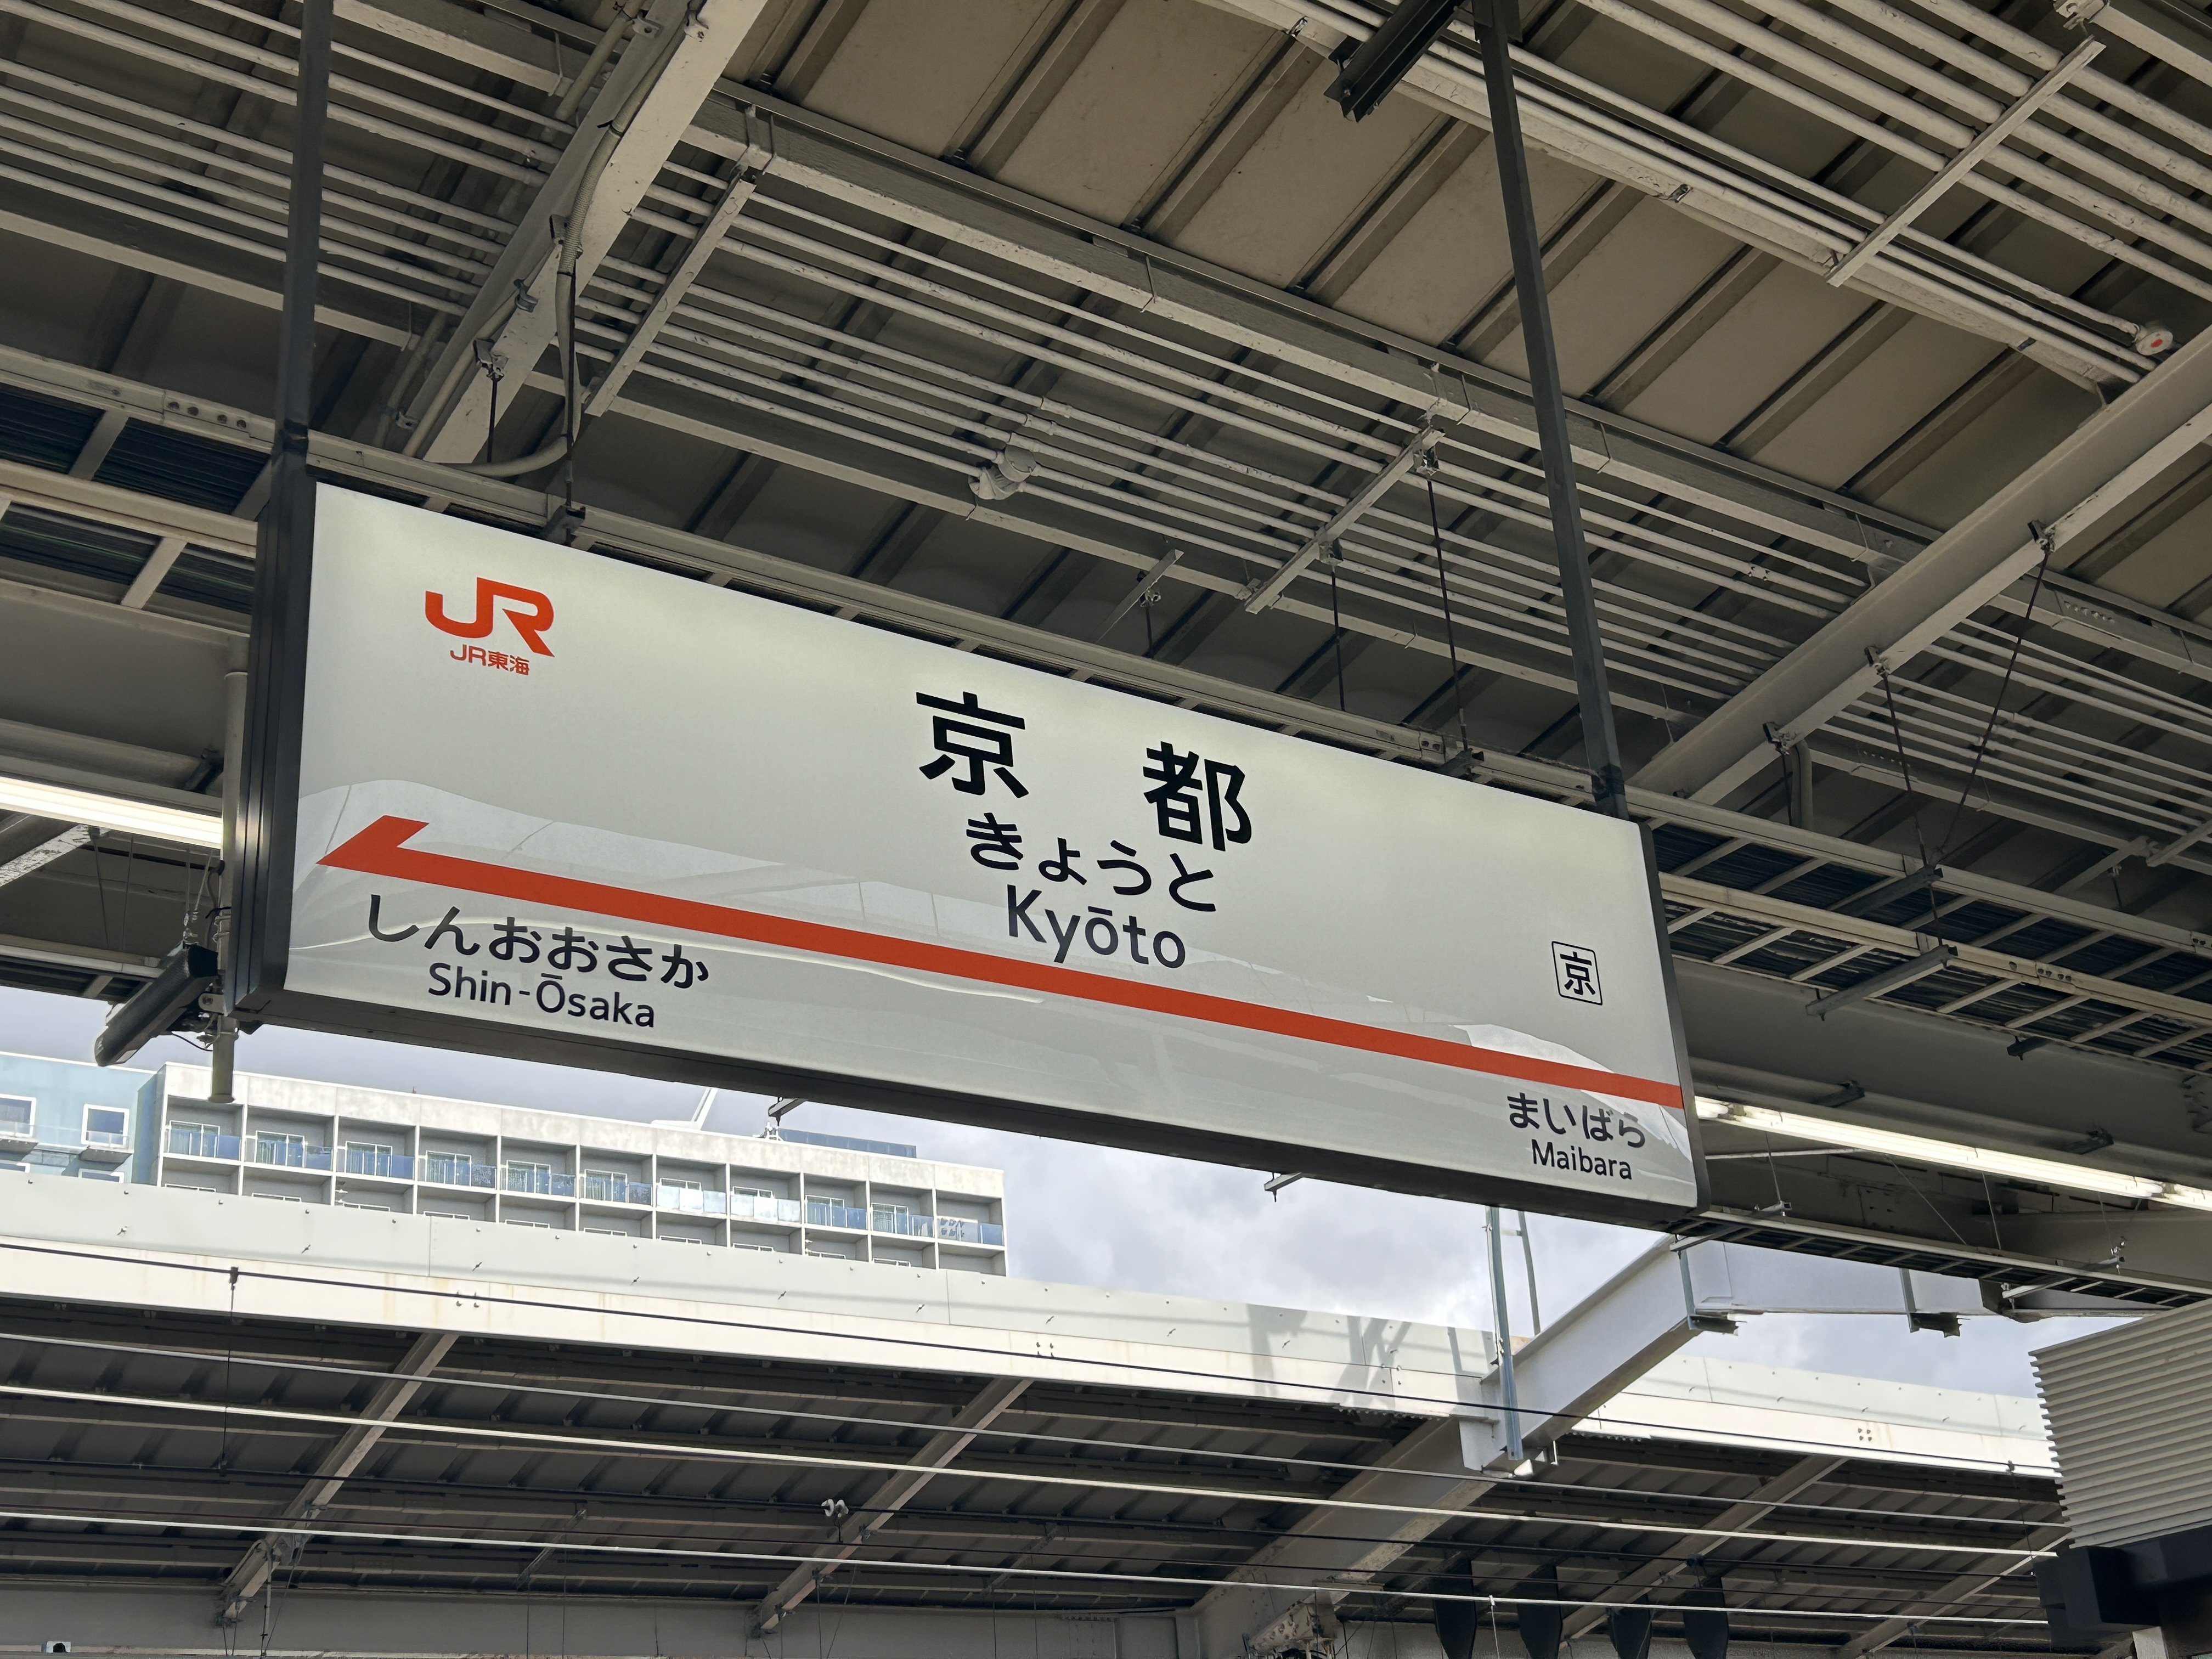 JR
JR東海
京都
きょうと
Kyōto
京
しんおおさか
Shin-Ōsaka
まいばら
Maibara